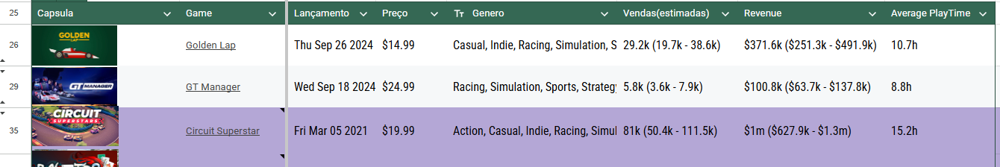 25 Capsula Game Lançamento Preço Tт Genero Vendas(estimadas) Revenue Average PlayTime
GOLDEN
LAP
26 Golden Lap Thu Sep 26 2024 $14.99 Casual, Indie, Racing, Simulation, S 29.2k (19.7k - 38.6k) $371.6k ($251.3k - $491.9k) 10.7h
GT MANAGER
29 GT Manager Wed Sep 18 2024 $24.99 Racing, Simulation, Sports, Strategy 5.8k (3.6k - 7.9k) $100.8k ($63.7k - $137.8k) 8.8h
CIRCUIT
SUPERSTARS
35 Circuit Superstar Fri Mar 05 2021 $19.99 Action, Casual, Indie, Racing, Simul 81k (50.4k - 111.5k) $1m ($627.9k - $1.3m) 15.2h